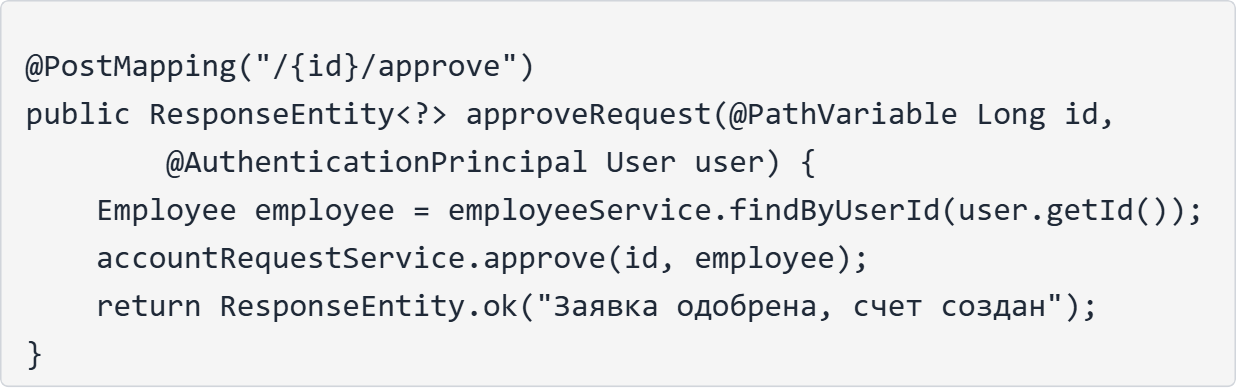 @PostMapping("/{id}/approve")
public ResponseEntity<?> approveRequest(@PathVariable Long id,
        @AuthenticationPrincipal User user) {
    Employee employee = employeeService.findByUserId(user.getId());
    accountRequestService.approve(id, employee);
    return ResponseEntity.ok("Заявка одобрена, счет создан");
}